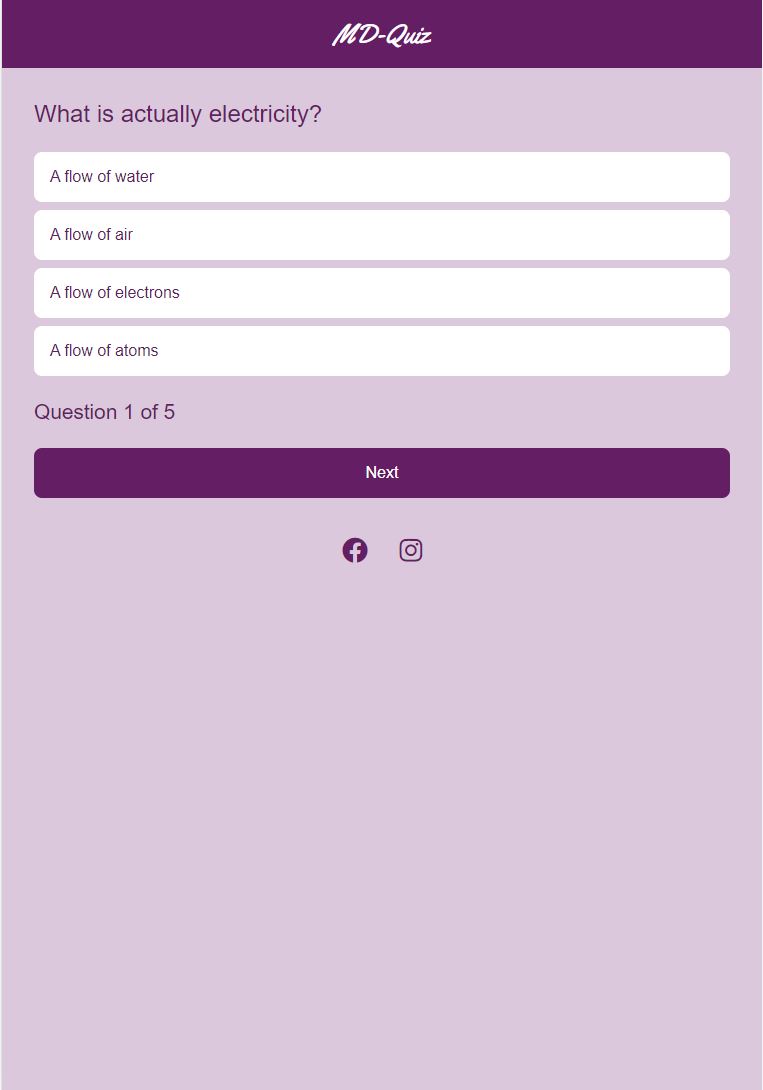 MD-Quiz
What is actually electricity?
A flow of water
A flow of air
A flow of electrons
A flow of atoms
Question 1 of 5
Next